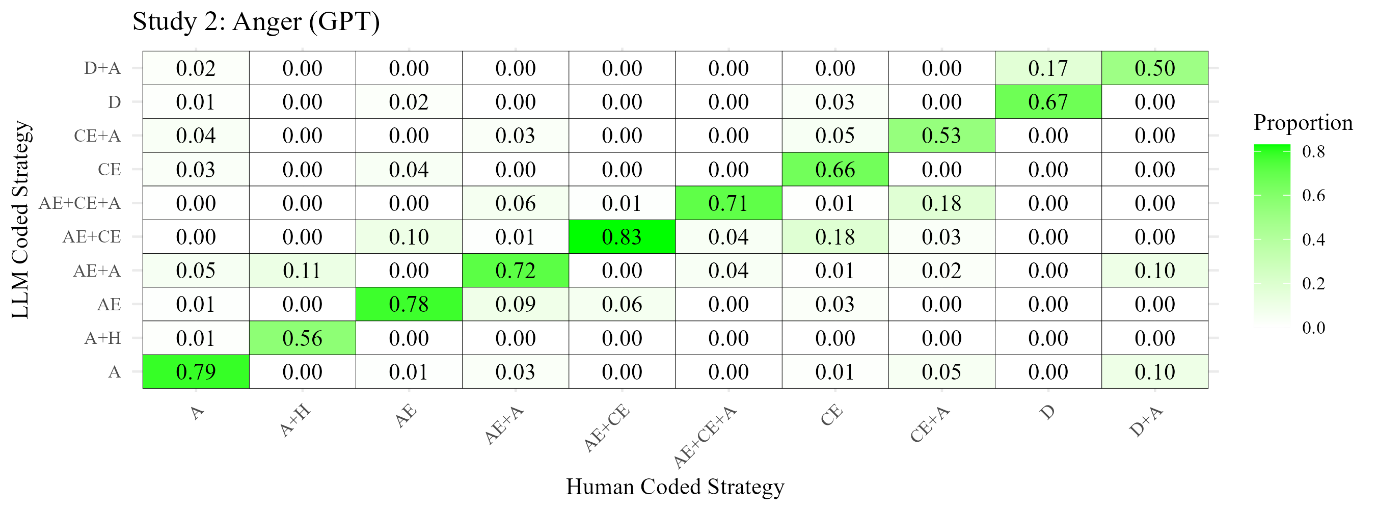 Study 2: Anger (GPT)
LLM Coded Strategy
D+A 0.02 0.00 0.00 0.00 0.00 0.00 0.00 0.00 0.17 0.50
D 0.01 0.00 0.02 0.00 0.00 0.00 0.03 0.00 0.67 0.00
CE+A 0.04 0.00 0.00 0.03 0.00 0.00 0.05 0.53 0.00 0.00
CE 0.03 0.00 0.04 0.00 0.00 0.00 0.66 0.00 0.00 0.00
AE+CE+A 0.00 0.00 0.00 0.06 0.01 0.71 0.01 0.18 0.00 0.00
AE+CE 0.00 0.00 0.10 0.01 0.83 0.04 0.18 0.03 0.00 0.00
AE+A 0.05 0.11 0.00 0.72 0.00 0.04 0.01 0.02 0.00 0.10
AE 0.01 0.00 0.78 0.09 0.06 0.00 0.03 0.00 0.00 0.00
A+H 0.01 0.56 0.00 0.00 0.00 0.00 0.00 0.00 0.00 0.00
A 0.79 0.00 0.01 0.03 0.00 0.00 0.01 0.05 0.00 0.10
A A+H AE AE+A AE+CE AE+CE+A CE CE+A D D+A
Human Coded Strategy
Proportion
0.8
0.6
0.4
0.2
0.0